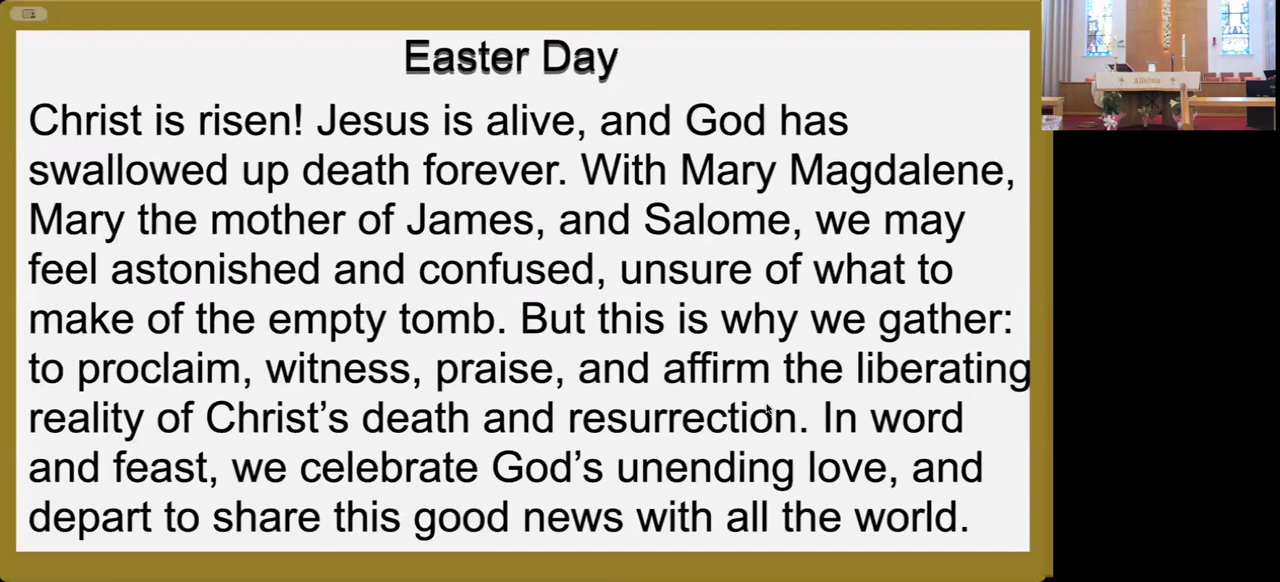 Easter Day
Christ is risen! Jesus is alive, and God has
swallowed up death forever. With Mary Magdalene,
Mary the mother of James, and Salome, we may
feel astonished and confused, unsure of what to
make of the empty tomb. But this is why we gather:
to proclaim, witness, praise, and affirm the liberating
reality of Christ’s death and resurrection. In word
and feast, we celebrate God’s unending love, and
depart to share this good news with all the world.
Alleluia